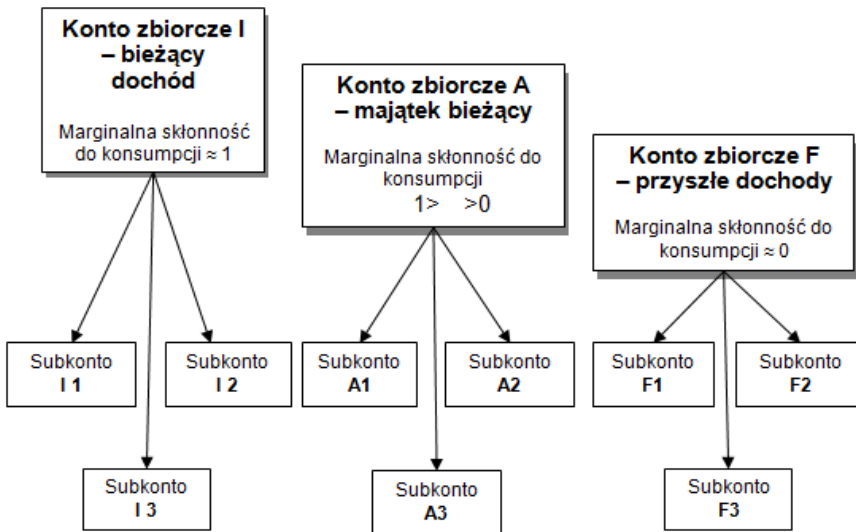 Konto zbiorcze I
– bieżący
dochód
Marginalna skłonność
do konsumpcji ≈ 1
Konto zbiorcze A
– majątek bieżący
Marginalna skłonność do
konsumpcji
1> >0
Konto zbiorcze F
– przyszłe dochody
Marginalna skłonność do
konsumpcji ≈ 0
Subkonto
I 1
Subkonto
I 2
Subkonto
A1
Subkonto
A2
Subkonto
F1
Subkonto
F2
Subkonto
I 3
Subkonto
A3
Subkonto
F3